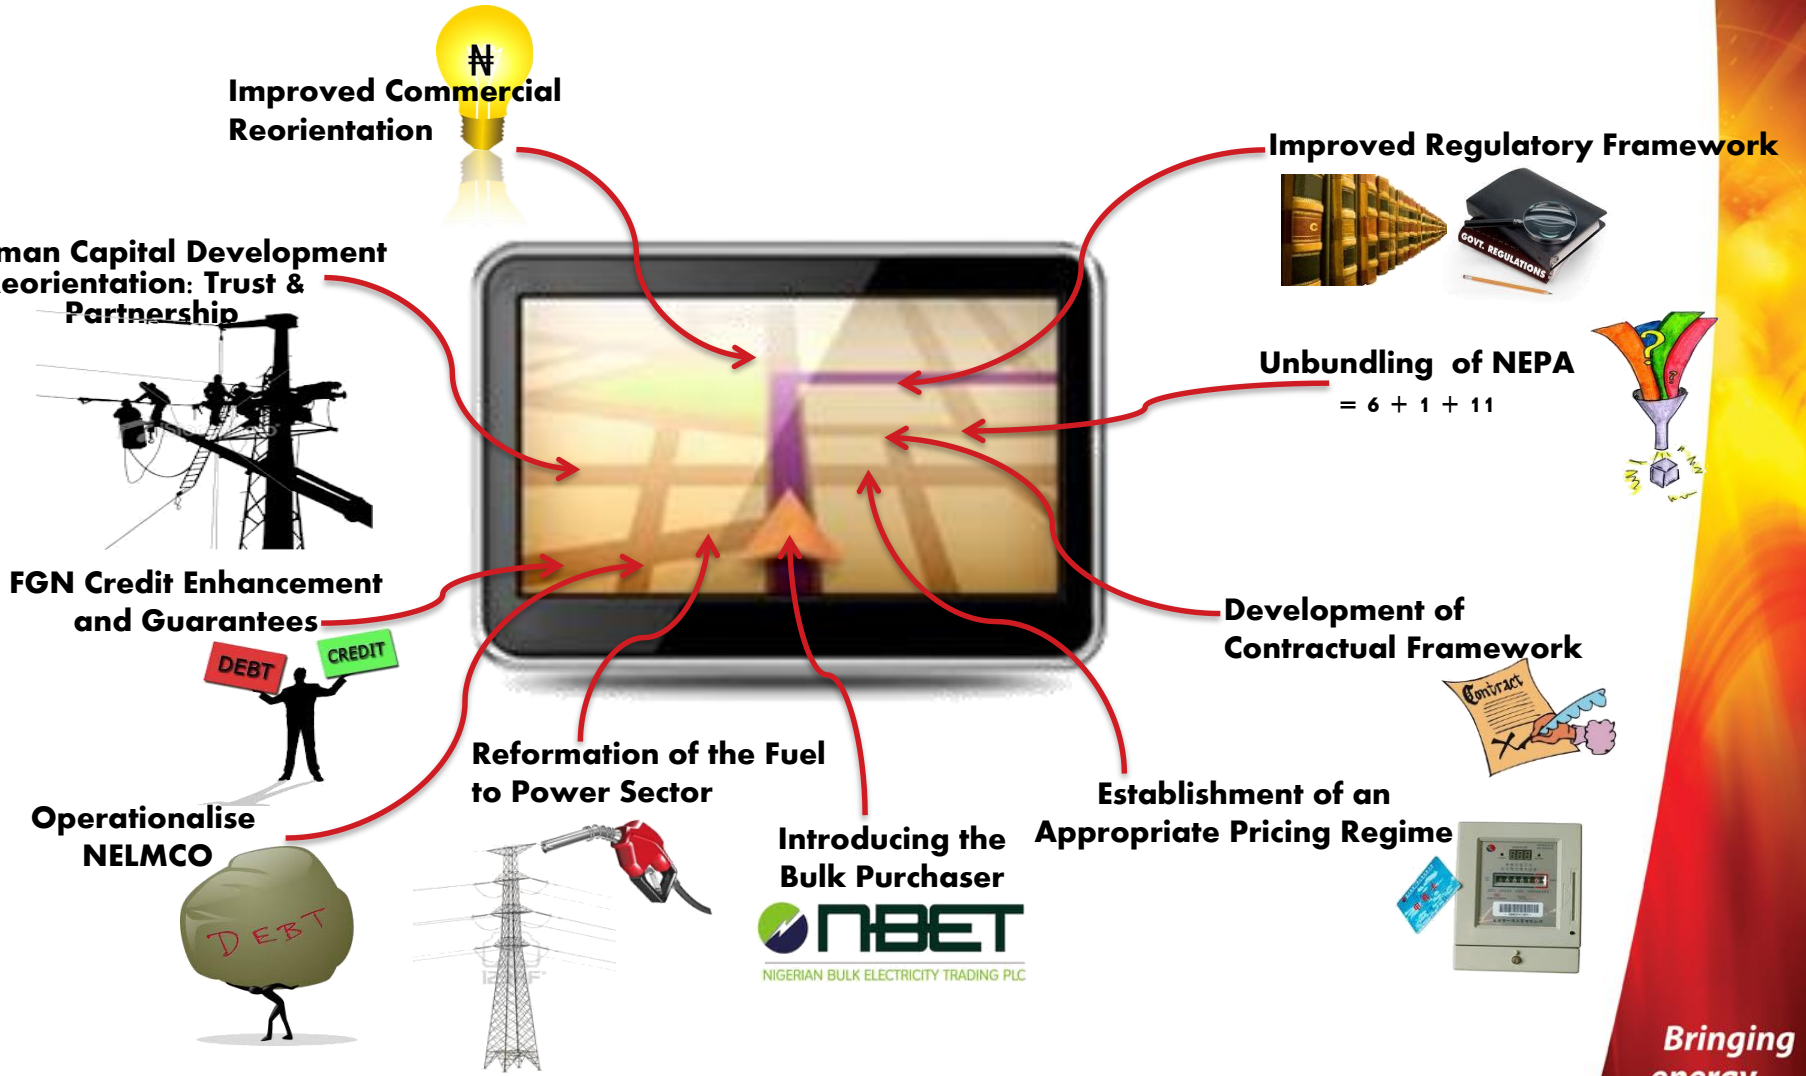 ₦
Improved Commercial
Reorientation
Improved Regulatory Framework
GOVT. REGULATIONS
man Capital Development
eorientation: Trust &
Partnership
Unbundling of NEPA
= 6 + 1 + 11
?
FGN Credit Enhancement
and Guarantees
DEBT
CREDIT
Development of
Contractual Framework
Contract
X
Operationalise
NELMCO
DEBT
Reformation of the Fuel
to Power Sector
Introducing the
Bulk Purchaser
NBET
NIGERIAN BULK ELECTRICITY TRADING PLC
Establishment of an
Appropriate Pricing Regime
Bringing
energy